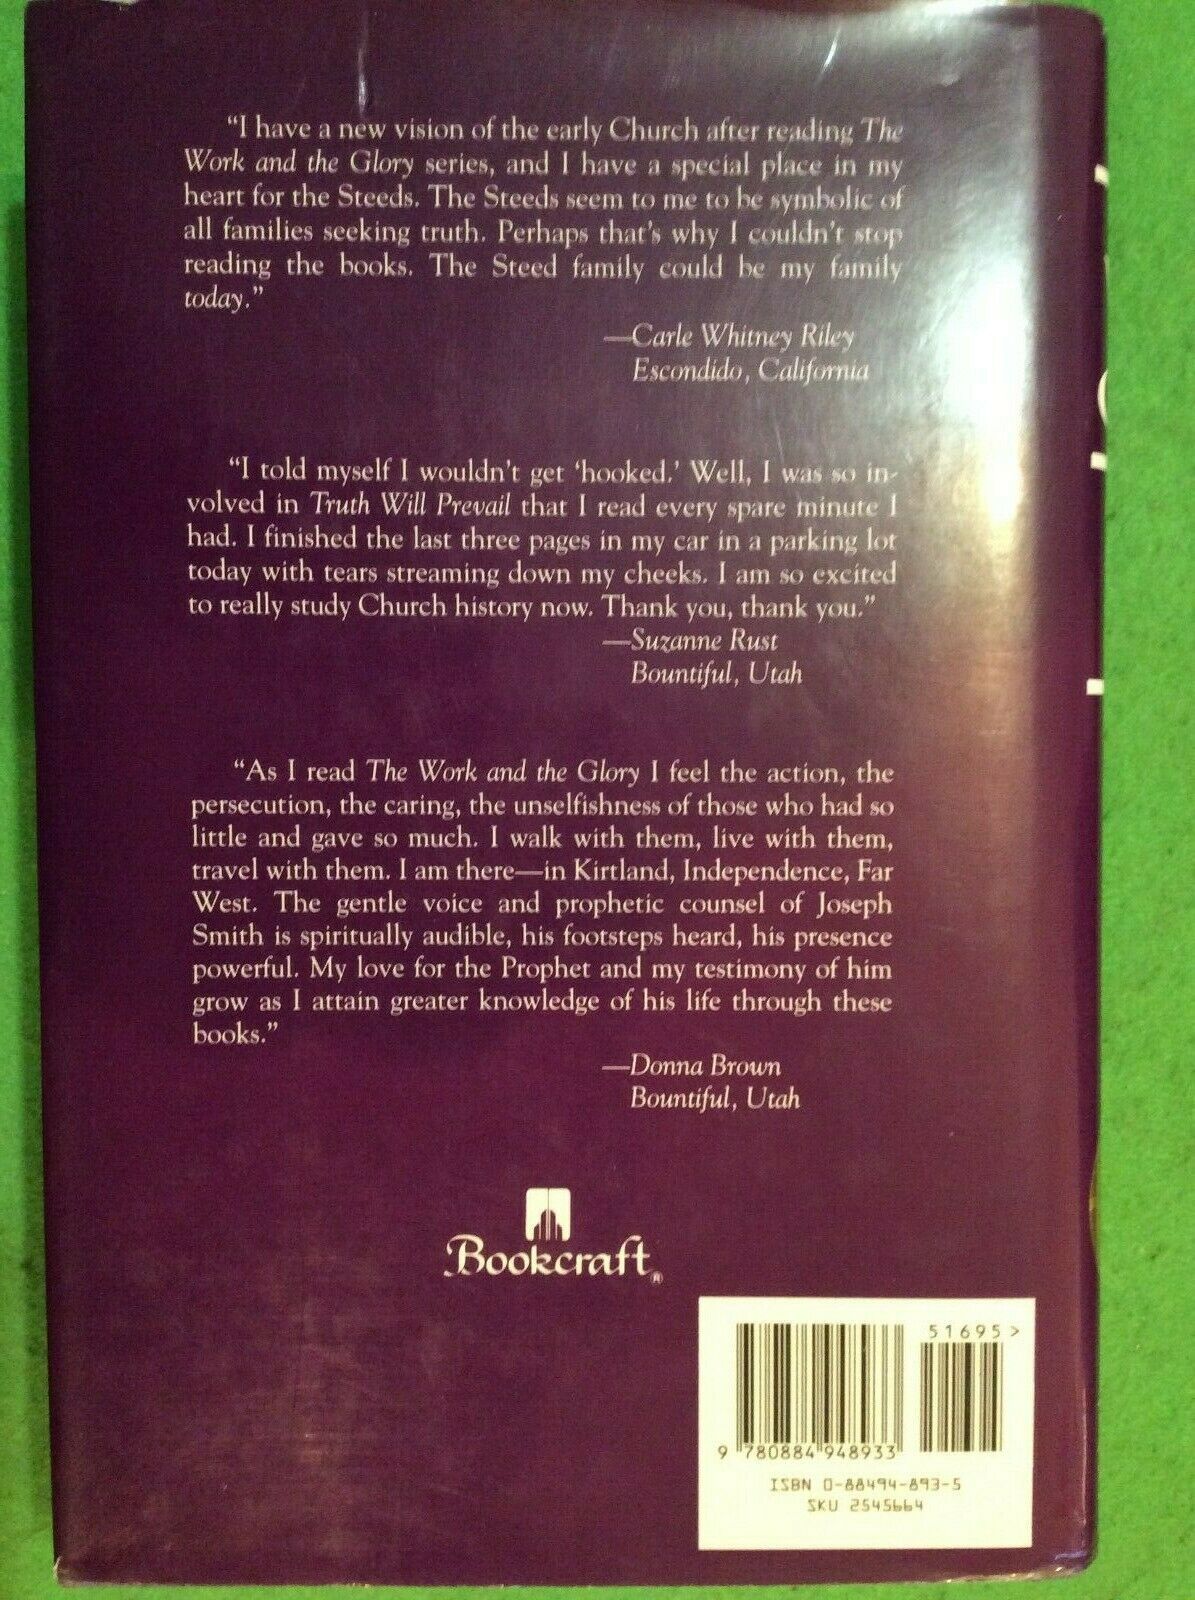 “I have a new vision of the early Church after reading The
Work and the Glory series, and I have a special place in my
heart for the Steeds. The Steeds seem to me to be symbolic of
all families seeking truth. Perhaps that’s why I couldn’t stop
reading the books. The Steed family could be my family
today.”
—Carle Whitney Riley
Escondido, California
“I told myself I wouldn’t get ‘hooked.’ Well, I was so in-
volved in Truth Will Prevail that I read every spare minute I
had. I finished the last three pages in my car in a parking lot
today with tears streaming down my cheeks. I am so excited
to really study Church history now. Thank you, thank you.”
—Suzanne Rust
Bountiful, Utah
“As I read The Work and the Glory I feel the action, the
persecution, the caring, the unselfishness of those who had so
little and gave so much. I walk with them, live with them,
travel with them. I am there—in Kirtland, Independence, Far
West. The gentle voice and prophetic counsel of Joseph
Smith is spiritually audible, his footsteps heard, his presence
powerful. My love for the Prophet and my testimony of him
grow as I attain greater knowledge of his life through these
books.”
—Donna Brown
Bountiful, Utah
Bookcraft®
51695>
9 780884 948933
ISBN 0-88494-893-5
SKU 2545664